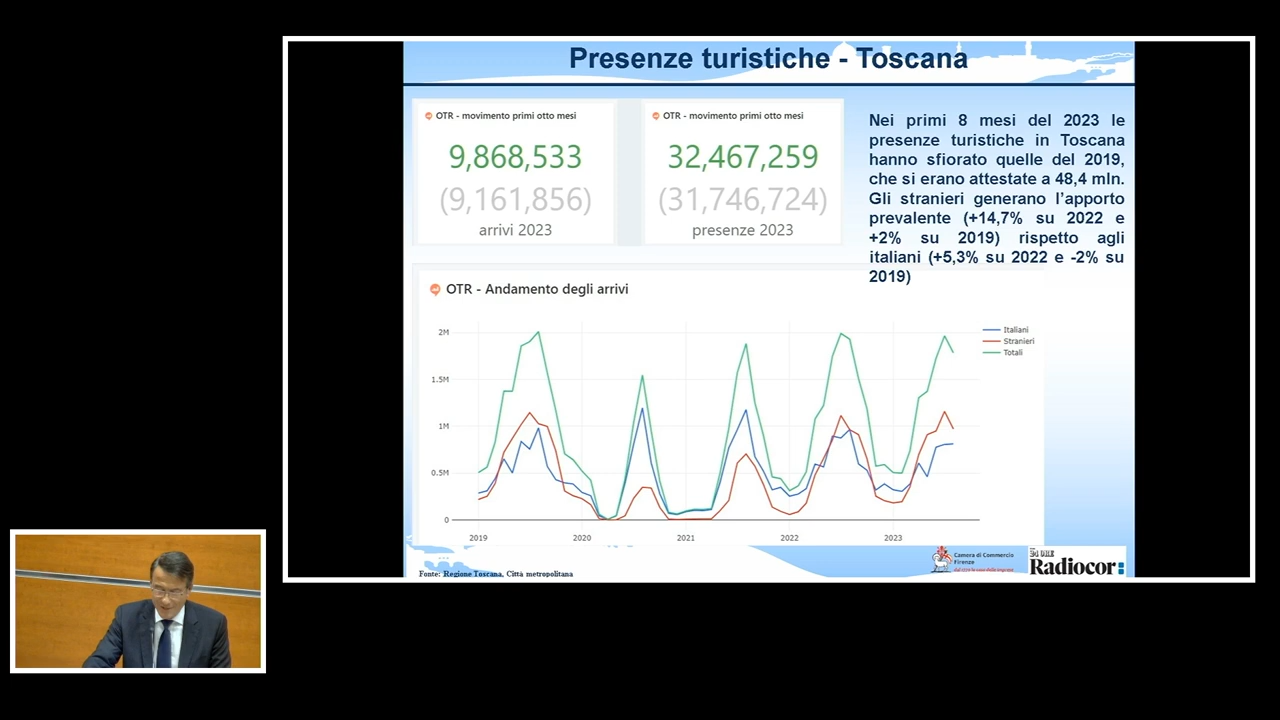 Presenze turistiche - Toscana
OTR - movimento primi otto mesi
9,868,533
(9,161,856)
arrivi 2023
OTR - movimento primi otto mesi
32,467,259
(31,746,724)
presenze 2023
Nei primi 8 mesi del 2023 le
presenze turistiche in Toscana
hanno sfiorato quelle del 2019,
che si erano attestate a 48,4 mln.
Gli stranieri generano l'apporto
prevalente (+14,7% su 2022 e
+2% su 2019) rispetto agli
italiani (+5,3% su 2022 e -2% su
2019)
OTR - Andamento degli arrivi
Italiani
Stranieri
Totali
2M
1.5M
1M
0.5M
0
2019 2020 2021 2022 2023
Fonte: Regione Toscana, Città metropolitana
Camera di Commercio
Firenze
24 ORE
Radiocor